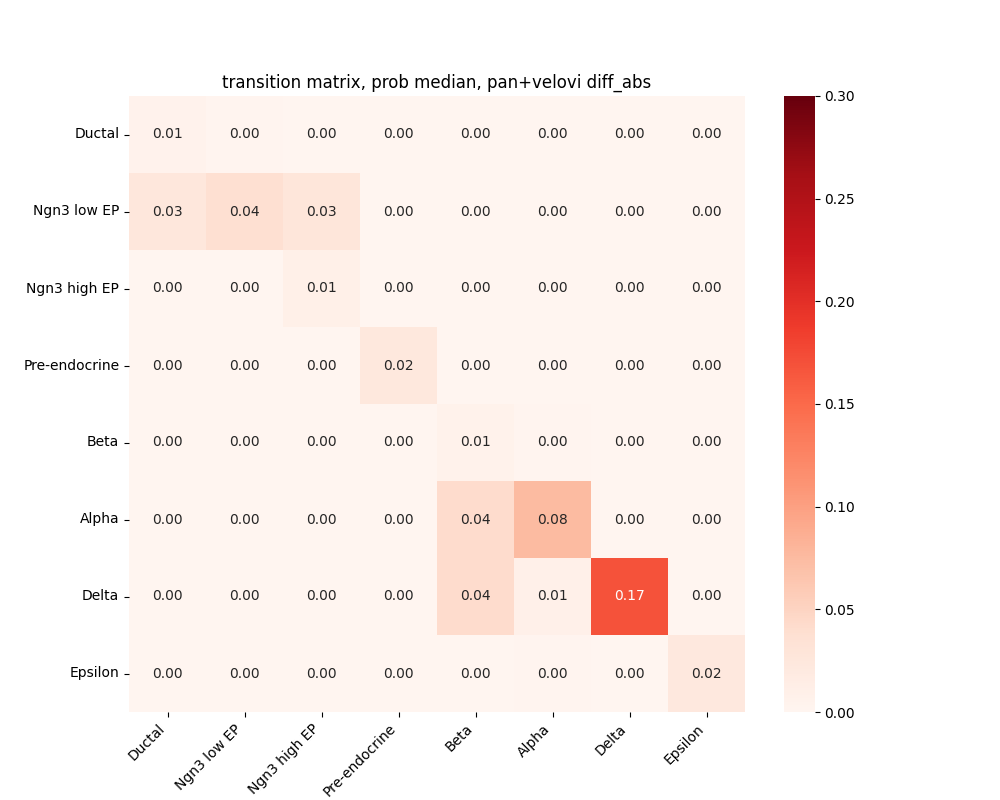 transition matrix, prob median, pan+velovi diff_abs
Ductal 0.01 0.00 0.00 0.00 0.00 0.00 0.00 0.00
Ngn3 low EP 0.03 0.04 0.03 0.00 0.00 0.00 0.00 0.00
Ngn3 high EP 0.00 0.00 0.01 0.00 0.00 0.00 0.00 0.00
Pre-endocrine 0.00 0.00 0.00 0.02 0.00 0.00 0.00 0.00
Beta 0.00 0.00 0.00 0.00 0.01 0.00 0.00 0.00
Alpha 0.00 0.00 0.00 0.00 0.04 0.08 0.00 0.00
Delta 0.00 0.00 0.00 0.00 0.04 0.01 0.17 0.00
Epsilon 0.00 0.00 0.00 0.00 0.00 0.00 0.00 0.02
Ductal Ngn3 low EP Ngn3 high EP Pre-endocrine Beta Alpha Delta Epsilon
0.30
0.25
0.20
0.15
0.10
0.05
0.00